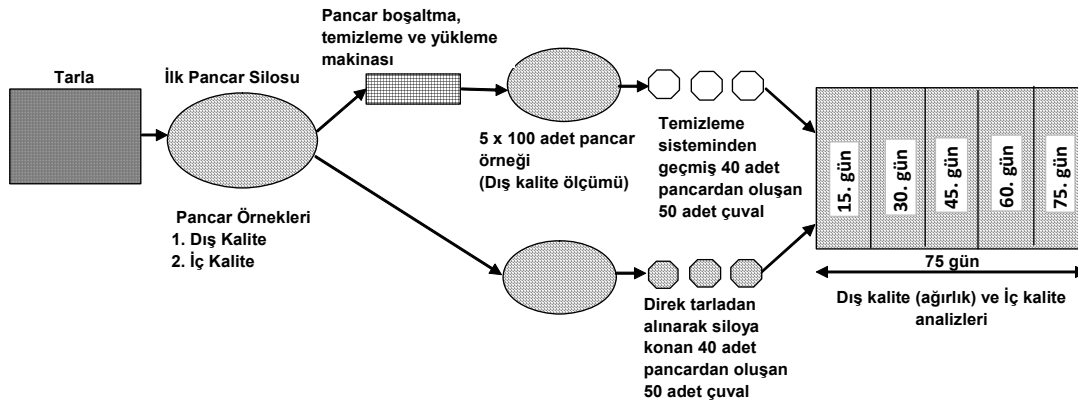 Pancar boşaltma,
temizleme ve yükleme
makinası
Tarla
İlk Pancar Silosu
Pancar Örnekleri
1. Dış Kalite
2. İç Kalite
5 x 100 adet pancar
örneği
(Dış kalite ölçümü)
Temizleme
sisteminden
geçmiş 40 adet
pancardan oluşan
50 adet çuval
Direk tarladan
alınarak siloya
konan 40 adet
pancardan oluşan
50 adet çuval
15. gün
30. gün
45. gün
60. gün
75. gün
75 gün
Dış kalite (ağırlık) ve İç kalite
analizleri